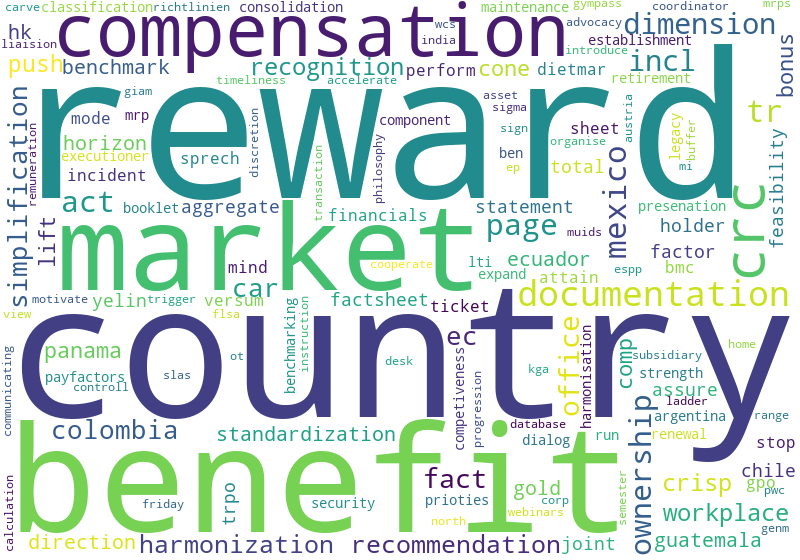 carve classification richtlinien consolidation maintenance gympass coordinator mrps
hk compensation wcs advocacy dimension
liaision india introduce establishment bonus
push benchmark recognition perform cone dietmar incl
timeliness accelerate retirement
reward
simplification remuneration mode mrp giam discretion component asset sigma sign organise austria legacy buffer tr
horizon executioner sprech philosophy ben ep total sheet mi feasibility
incident transaction mexico crc
lift act booklet aggregate financials statement page presenation holder
market
mind car cooperate lti muids ecuador factor bmc
expand attain espp
motivate yelin trigger versum factsheet ticket documentation
country
view flsa ec office
communicating panama ot benchmarking instruction desk competiveness progression kga harmonisation comp subsidiary home
payfactors controll slas strength assure
ladder
colombia standardization database dialog run ownership argentina range
renewal stop
benefit
calculation friday trpo security fact prioties north gold corp webinars semester crisp gpo chile pwc
workplace genm
direction harmonization recommendation joint guatemala